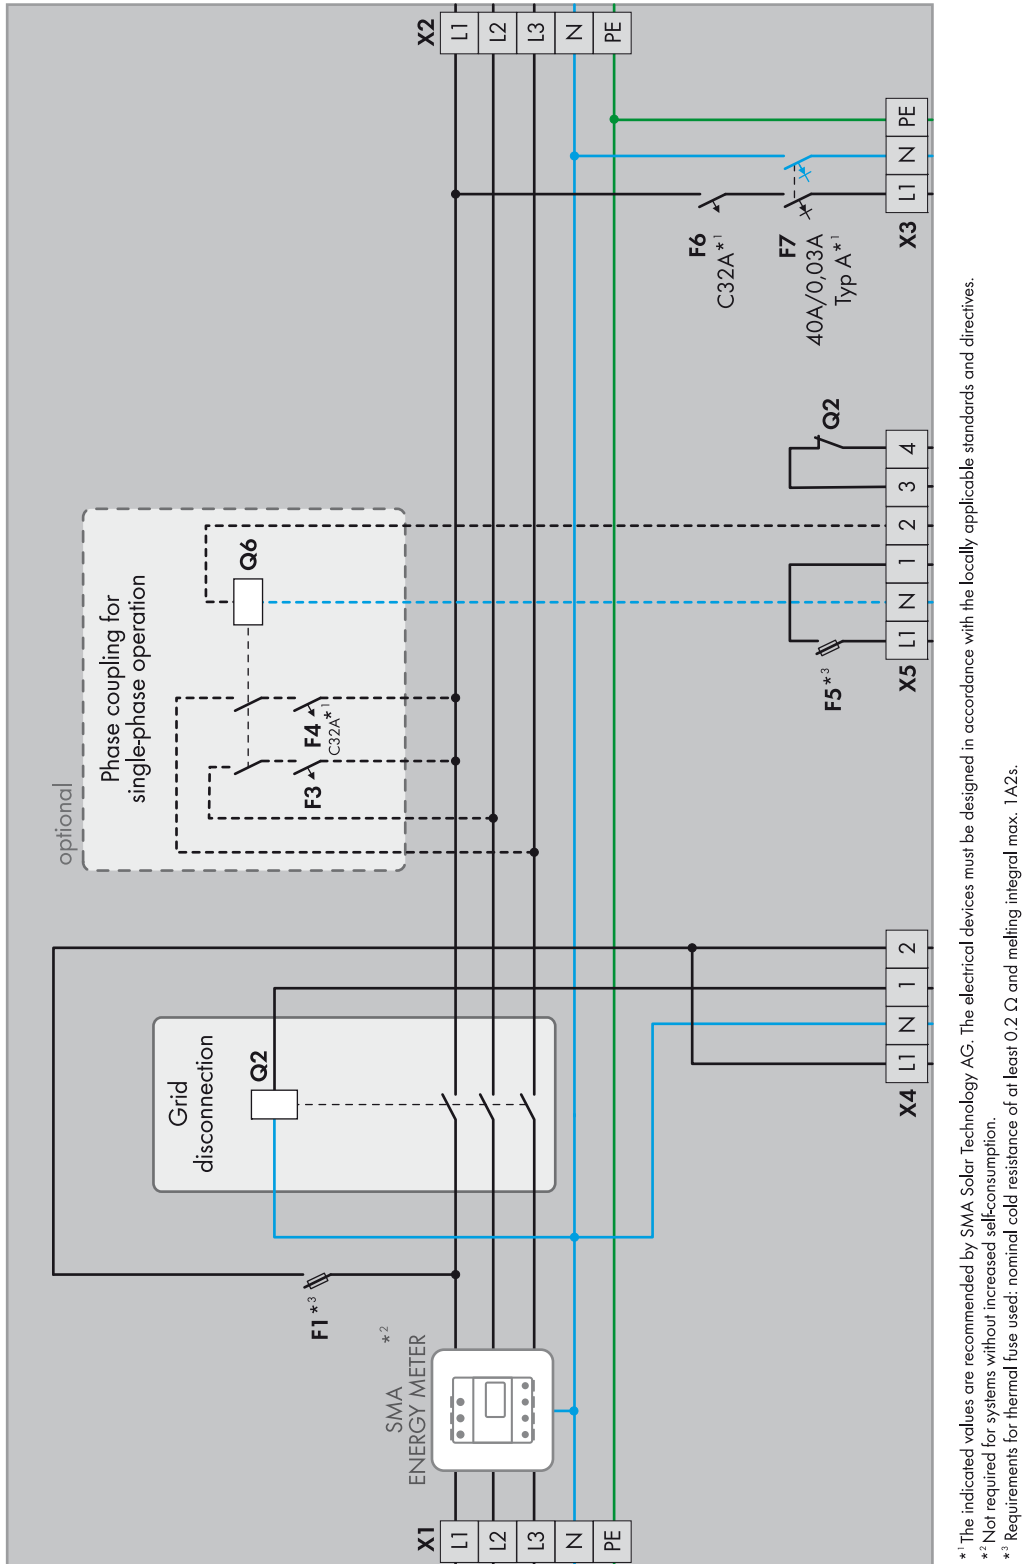 optional
Phase coupling for
single-phase operation
Q6
F4
C32A*¹
F3
Grid
disconnection
Q2
F1*³
SMA
ENERGY METER
*²
X1
L1
L2
L3
N
PE
X2
L1
L2
L3
N
PE
F6
C32A*¹
F7
40A/0,03A
Typ A*¹
X4
L1
N
1
2
F5*³
X5
L1
N
1
2
3
4
Q2
X3
L1
N
PE
*¹ The indicated values are recommended by SMA Solar Technology AG. The electrical devices must be designed in accordance with the locally applicable standards and directives.
*² Not required for systems without increased self-consumption.
*³ Requirements for thermal fuse used: nominal cold resistance of at least 0.2 Ω and melting integral max. 1A2s.